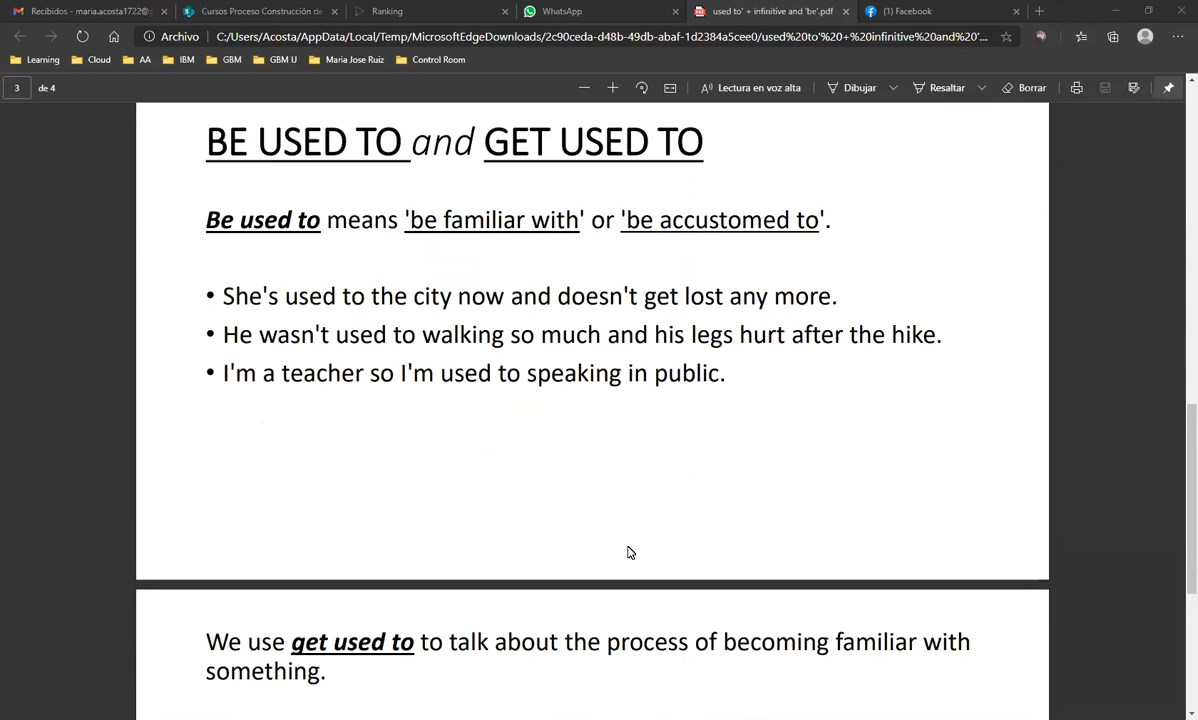 Recibidos - maria.acosta1722@g
Cursos Proceso Construcción de
Ranking
WhatsApp
used to' + infinitive and 'be'.pdf
(1) Facebook
Archivo
C:/Users/Acosta/AppData/Local/Temp/MicrosoftEdgeDownloads/2c90ceda-d48b-49db-abaf-1d2384a5cee0/used%20to'%20+%20infinitive%20and%20'...
Learning
Cloud
AA
IBM
GBM
GBM U
Maria Jose Ruiz
Control Room
3 de 4
Lectura en voz alta
Dibujar
Resaltar
Borrar
BE USED TO and GET USED TO
Be used to means 'be familiar with' or 'be accustomed to'.
• She's used to the city now and doesn't get lost any more.
• He wasn't used to walking so much and his legs hurt after the hike.
• I'm a teacher so I'm used to speaking in public.
We use get used to to talk about the process of becoming familiar with
something.